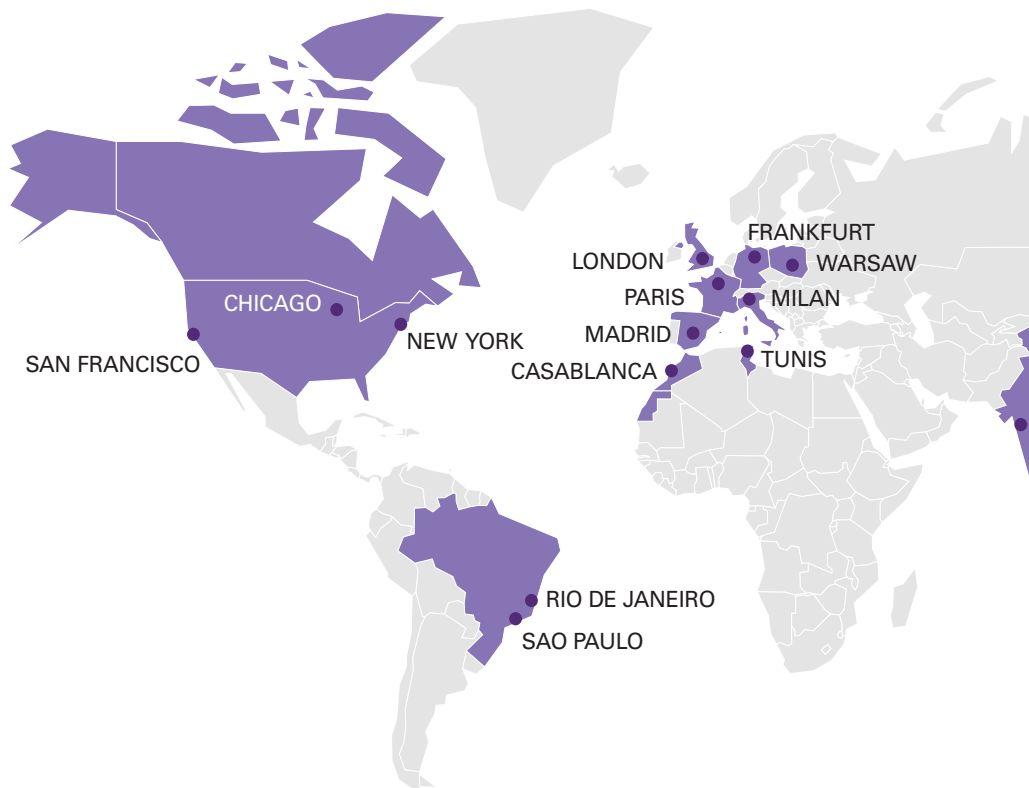 FRANKFURT
LONDON
WARSAW
PARIS
MILAN
CHICAGO
MADRID
NEW YORK
TUNIS
SAN FRANCISCO
CASABLANCA
RIO DE JANEIRO
SAO PAULO